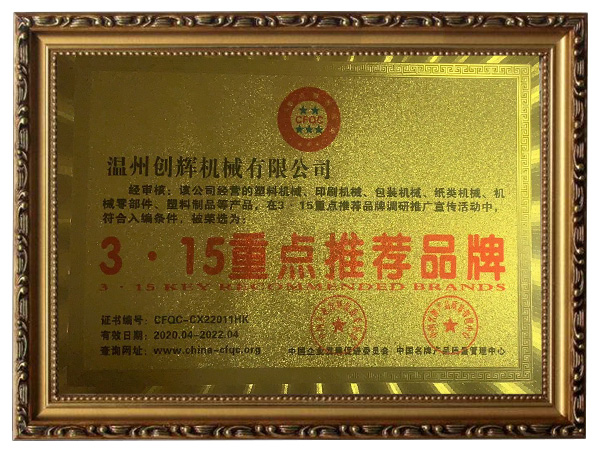 CFQC
温州创辉机械有限公司
经审核：该公司经营的塑料机械、印刷机械、包装机械、纸类机械、机
械零部件、塑料制品等产品，在3·15重点推荐品牌调研推广宣传活动中，
符合入编条件，被荣选为：
3·15重点推荐品牌
3·15 KEY RECOMMENDED BRANDS
证书编号：CFQC-CX22011HK
有效日期：2020.04-2022.04
查询网址：www.china-cfqc.org
中国企业发展促进委员会 中国名牌产品质量管理中心